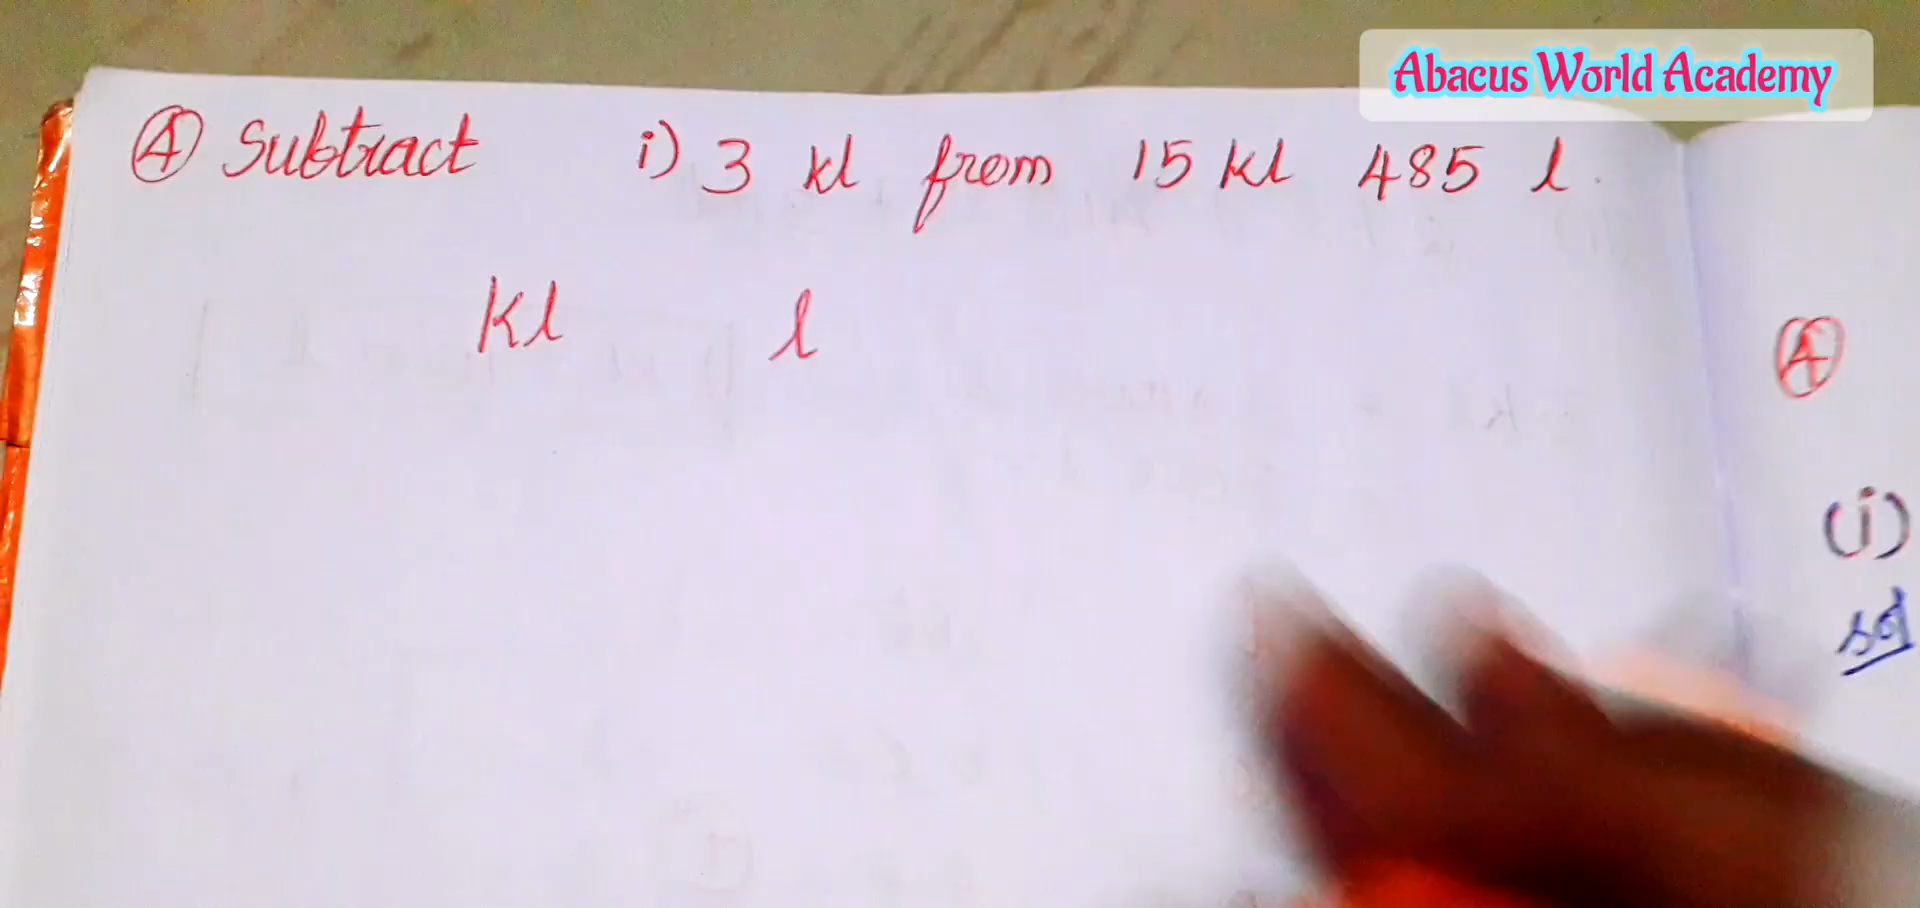 Abacus World Academy
④ Subtract i) 3 kl from 15 kl 485 l.
Kl l
④
(i)